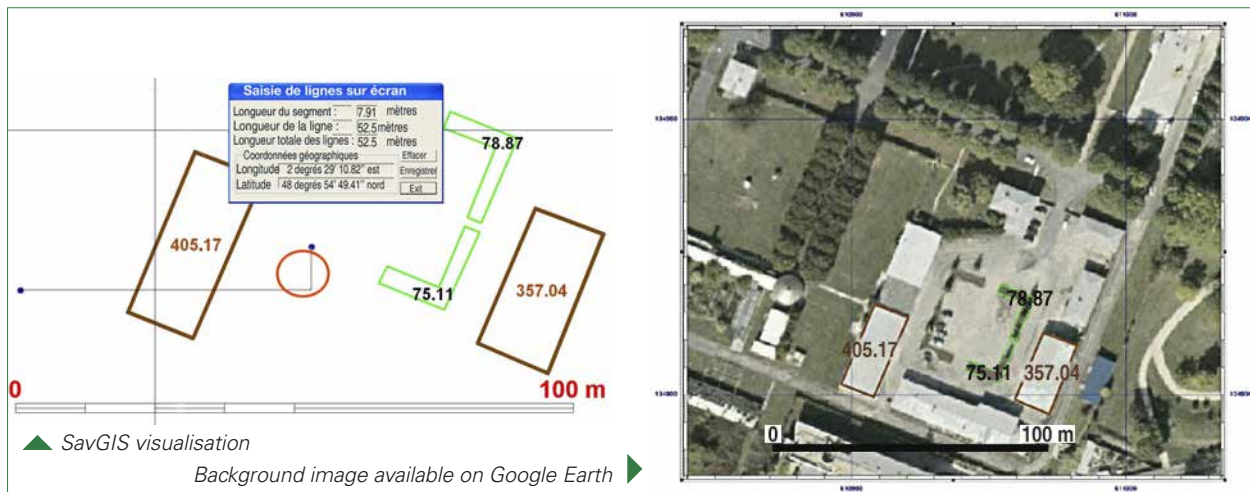 Saisie de lignes sur écran
Longueur du segment : 7.91 mètres
Longueur de la ligne : 52.5 mètres
Longueur totale des lignes : 52.5 mètres
Coordonnées géographiques
Effacer
Longitude 2 degrés 29' 10.82'' est
Enregistrer
Latitude 48 degrés 54' 49.41'' nord
Exit
78.87
405.17
75.11
357.04
0 100 m
SavGIS visualisation
Background image available on Google Earth
78.87
405.17
75.11
357.04
0 100 m